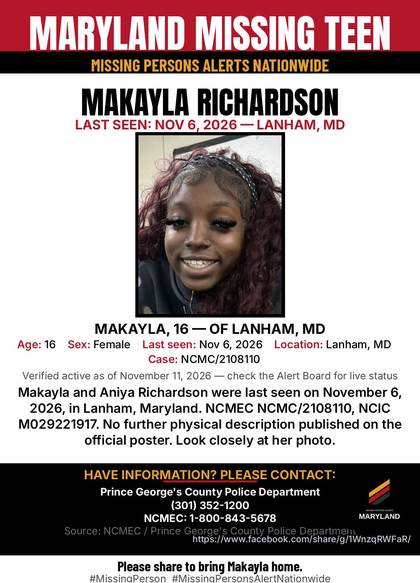 MARYLAND MISSING TEEN
MISSING PERSONS ALERTS NATIONWIDE
MAKAYLA RICHARDSON
LAST SEEN: NOV 6, 2026 — LANHAM, MD
MAKAYLA, 16 — OF LANHAM, MD
Age: 16 Sex: Female Last seen: Nov 6, 2026 Location: Lanham, MD
Case: NCMC/2108110
Verified active as of November 11, 2026 — check the Alert Board for live status
Makayla and Aniya Richardson were last seen on November 6,
2026, in Lanham, Maryland. NCMEC NCMC/2108110, NCIC
M029221917. No further physical description published on the
official poster. Look closely at her photo.
HAVE INFORMATION? PLEASE CONTACT:
Prince George's County Police Department
(301) 352-1200
NCMEC: 1-800-843-5678
MARYLAND
Source: NCMEC / Prince George's County Police Department
https://www.facebook.com/share/g/1WnzqRWFaR/
Please share to bring Makayla home.
#MissingPerson #MissingPersonsAlertNationwide